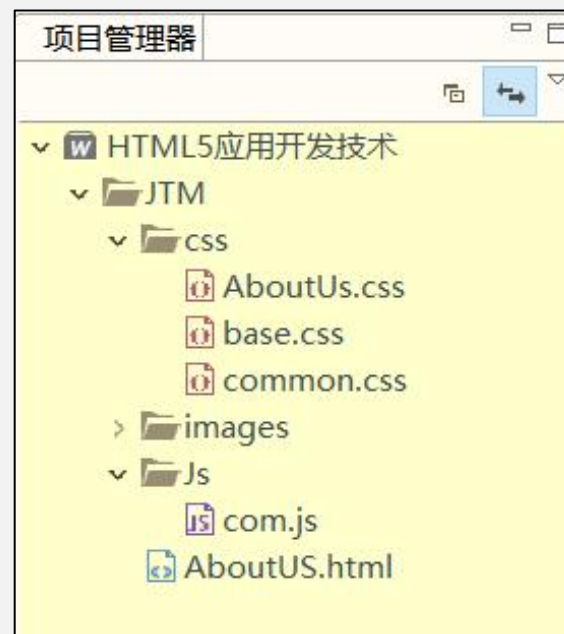 项目管理器
HTML5应用开发技术
JTM
css
AboutUs.css
base.css
common.css
images
Js
com.js
AboutUS.html